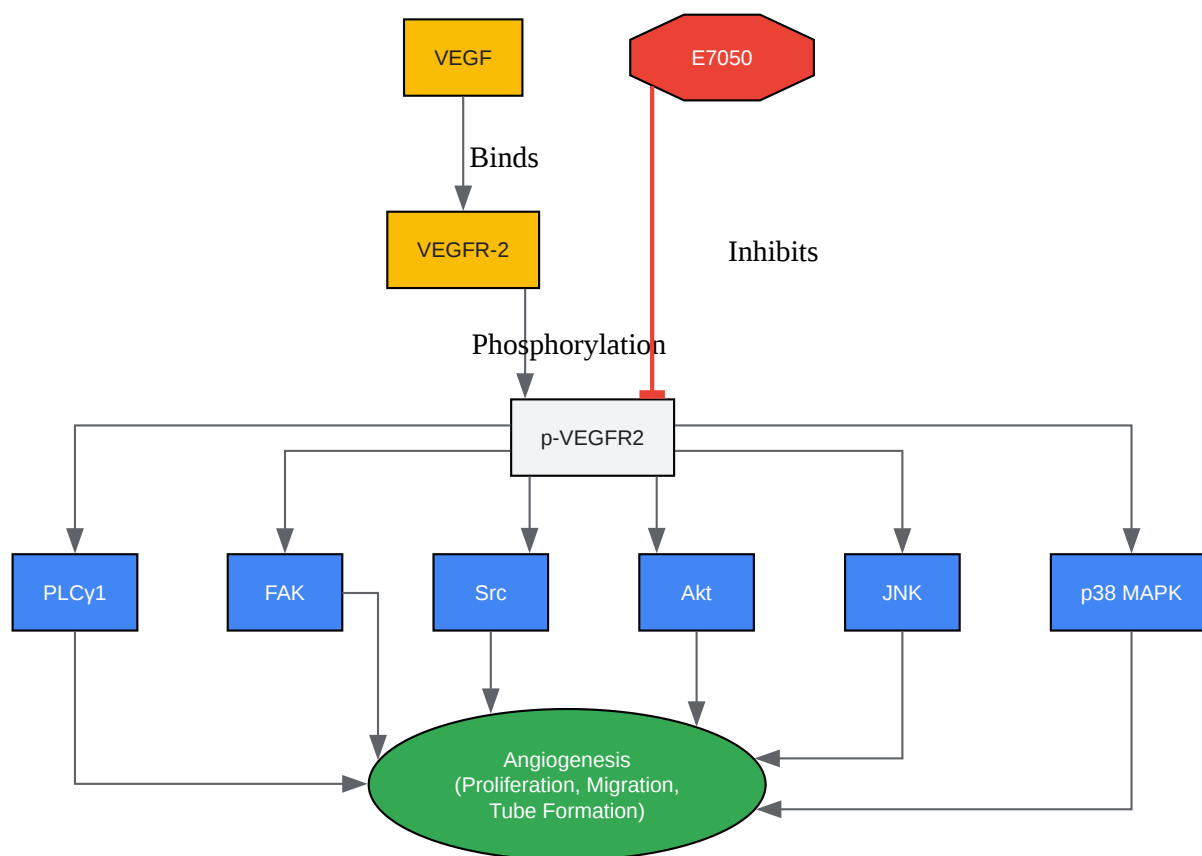 VEGF
E7050
Binds
VEGFR-2
Inhibits
Phosphorylation
p-VEGFR2
PLCγ1
FAK
Src
Akt
JNK
p38 MAPK
Angiogenesis
(Proliferation, Migration,
Tube Formation)